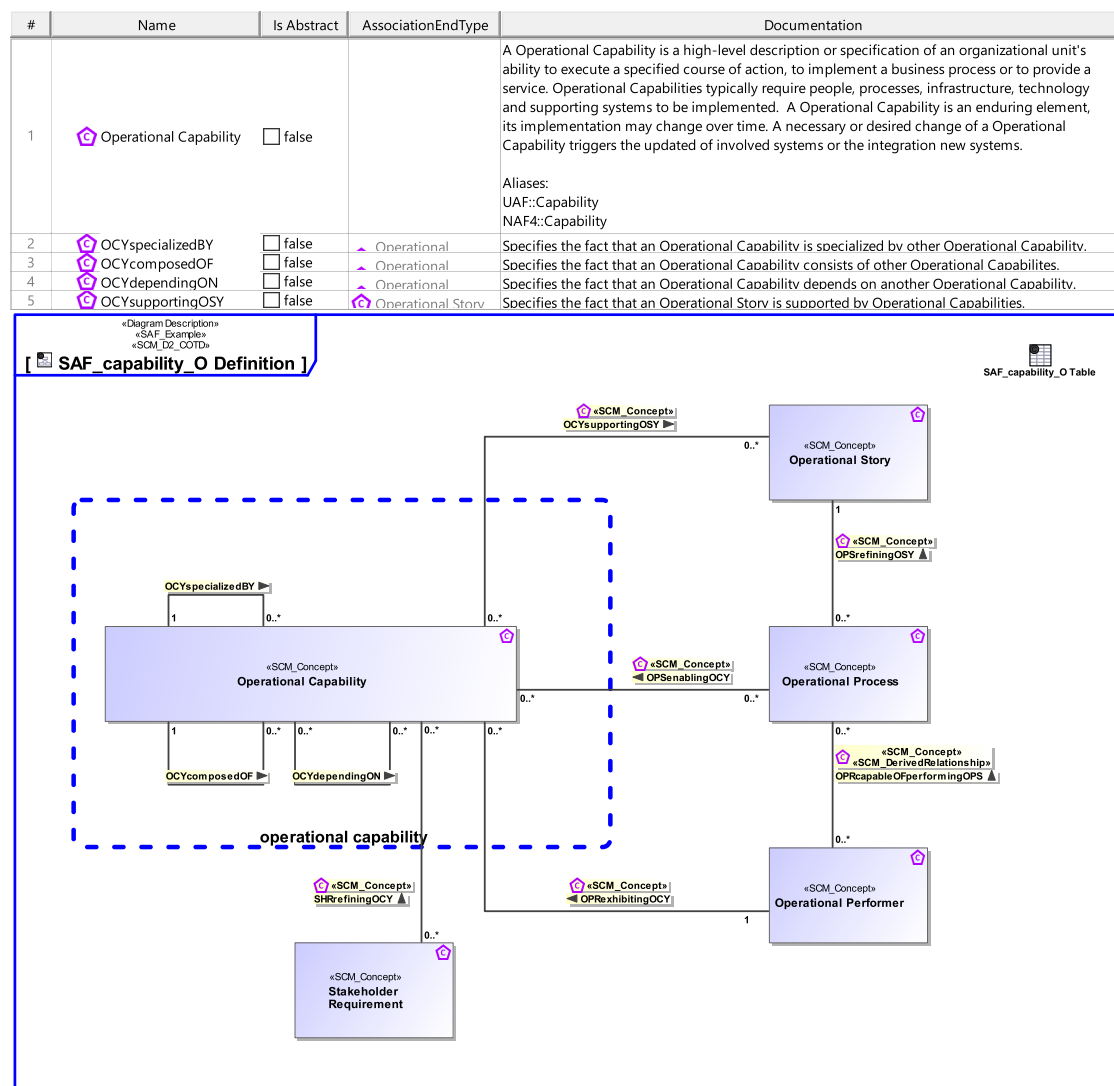 # Name Is Abstract AssociationEndType Documentation
A Operational Capability is a high-level description or specification of an organizational unit's
ability to execute a specified course of action, to implement a business process or to provide a
service. Operational Capabilities typically require people, processes, infrastructure, technology
and supporting systems to be implemented.  A Operational Capability is an enduring element,
1 C Operational Capability false its implementation may change over time. A necessary or desired change of a Operational
Capability triggers the updated of involved systems or the integration new systems.
Aliases:
UAF::Capability
NAF4::Capability
2 C OCYspecializedBY false Operational Specifies the fact that an Operational Capability is specialized by other Operational Capability.
3 C OCYcomposedOF false Operational Specifies the fact that an Operational Capability consists of other Operational Capabilites.
4 C OCYdependingON false Operational Specifies the fact that an Operational Capability depends on another Operational Capability.
5 C OCYsupportingOSY false C Operational Story Specifies the fact that an Operational Story is supported by Operational Capabilities.
«Diagram Description»
«SAF_Example»
«SCM_D2_COTD»
[ SAF_capability_O Definition ]
SAF_capability_O Table
C «SCM_Concept»
OCYsupportingOSY
0..*
C
«SCM_Concept»
Operational Story
1
C «SCM_Concept»
OPSrefiningOSY
OCYspecializedBY
1
0..*
0..*
0..*
C
«SCM_Concept»
Operational Capability
C «SCM_Concept»
OPSenablingOCY
0..*
0..*
C
«SCM_Concept»
Operational Process
1
0..*
0..*
0..*
0..*
0..*
0..*
OCYcomposedOF
OCYdependingON
C «SCM_Concept»
«SCM_DerivedRelationship»
OPRcapableOFperformingOPS
operational capability
0..*
C «SCM_Concept»
SHRrefiningOCY
C «SCM_Concept»
OPRexhibitingOCY
1
C
«SCM_Concept»
Operational Performer
0..*
C
«SCM_Concept»
Stakeholder
Requirement